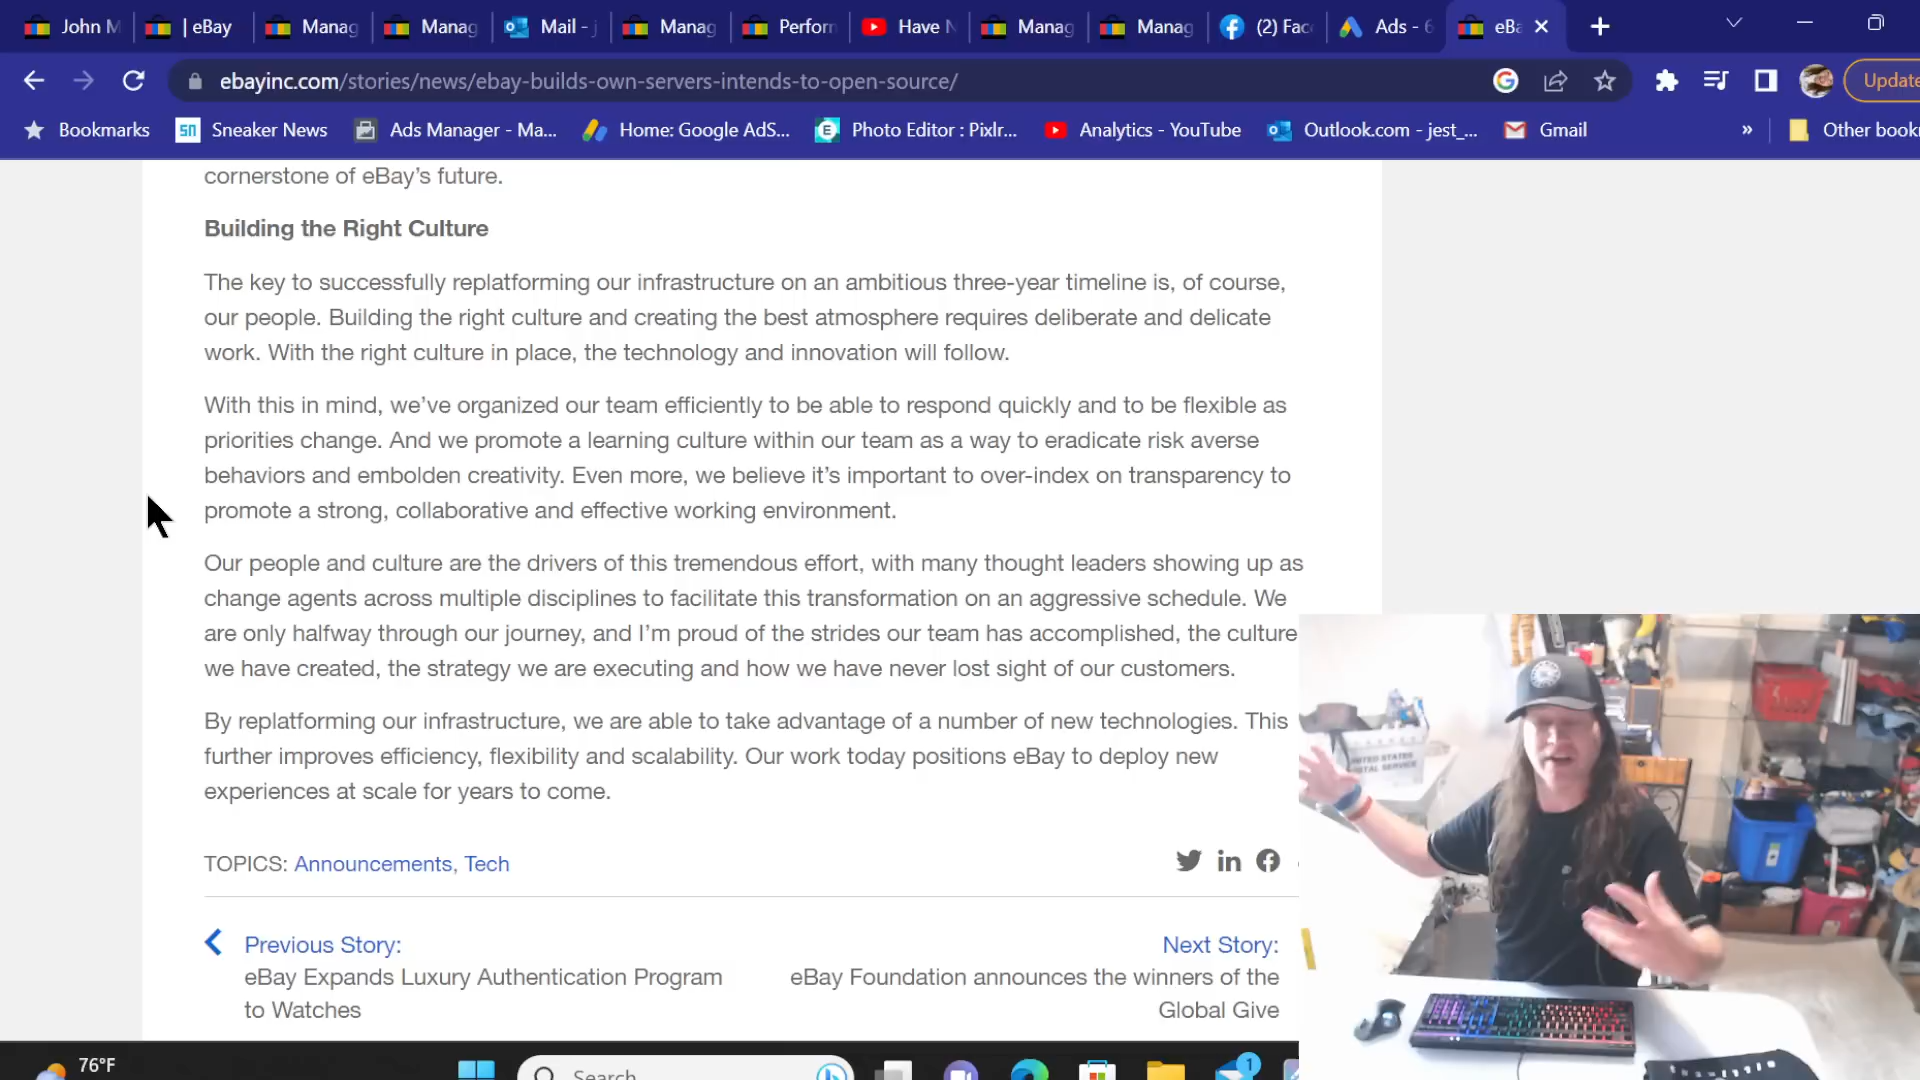 John M
| eBay
Manag
Manag
Mail - j
Manag
Perforn
Have N
Manag
Manag
(2) Fac
Ads - 6
eBa
ebayinc.com/stories/news/ebay-builds-own-servers-intends-to-open-source/
Update
Bookmarks
Sneaker News
Ads Manager - Ma...
Home: Google AdS...
Photo Editor : Pixlr...
Analytics - YouTube
Outlook.com - jest_...
Gmail
»
Other book
cornerstone of eBay’s future.
Building the Right Culture
The key to successfully replatforming our infrastructure on an ambitious three-year timeline is, of course,
our people. Building the right culture and creating the best atmosphere requires deliberate and delicate
work. With the right culture in place, the technology and innovation will follow.
With this in mind, we’ve organized our team efficiently to be able to respond quickly and to be flexible as
priorities change. And we promote a learning culture within our team as a way to eradicate risk averse
behaviors and embolden creativity. Even more, we believe it’s important to over-index on transparency to
promote a strong, collaborative and effective working environment.
Our people and culture are the drivers of this tremendous effort, with many thought leaders showing up as
change agents across multiple disciplines to facilitate this transformation on an aggressive schedule. We
are only halfway through our journey, and I’m proud of the strides our team has accomplished, the culture
we have created, the strategy we are executing and how we have never lost sight of our customers.
By replatforming our infrastructure, we are able to take advantage of a number of new technologies. This
further improves efficiency, flexibility and scalability. Our work today positions eBay to deploy new
experiences at scale for years to come.
TOPICS: Announcements, Tech
Previous Story:
eBay Expands Luxury Authentication Program
to Watches
Next Story:
eBay Foundation announces the winners of the
Global Give
UNITED STATES
POSTAL SERVICE
76°F
Search
1